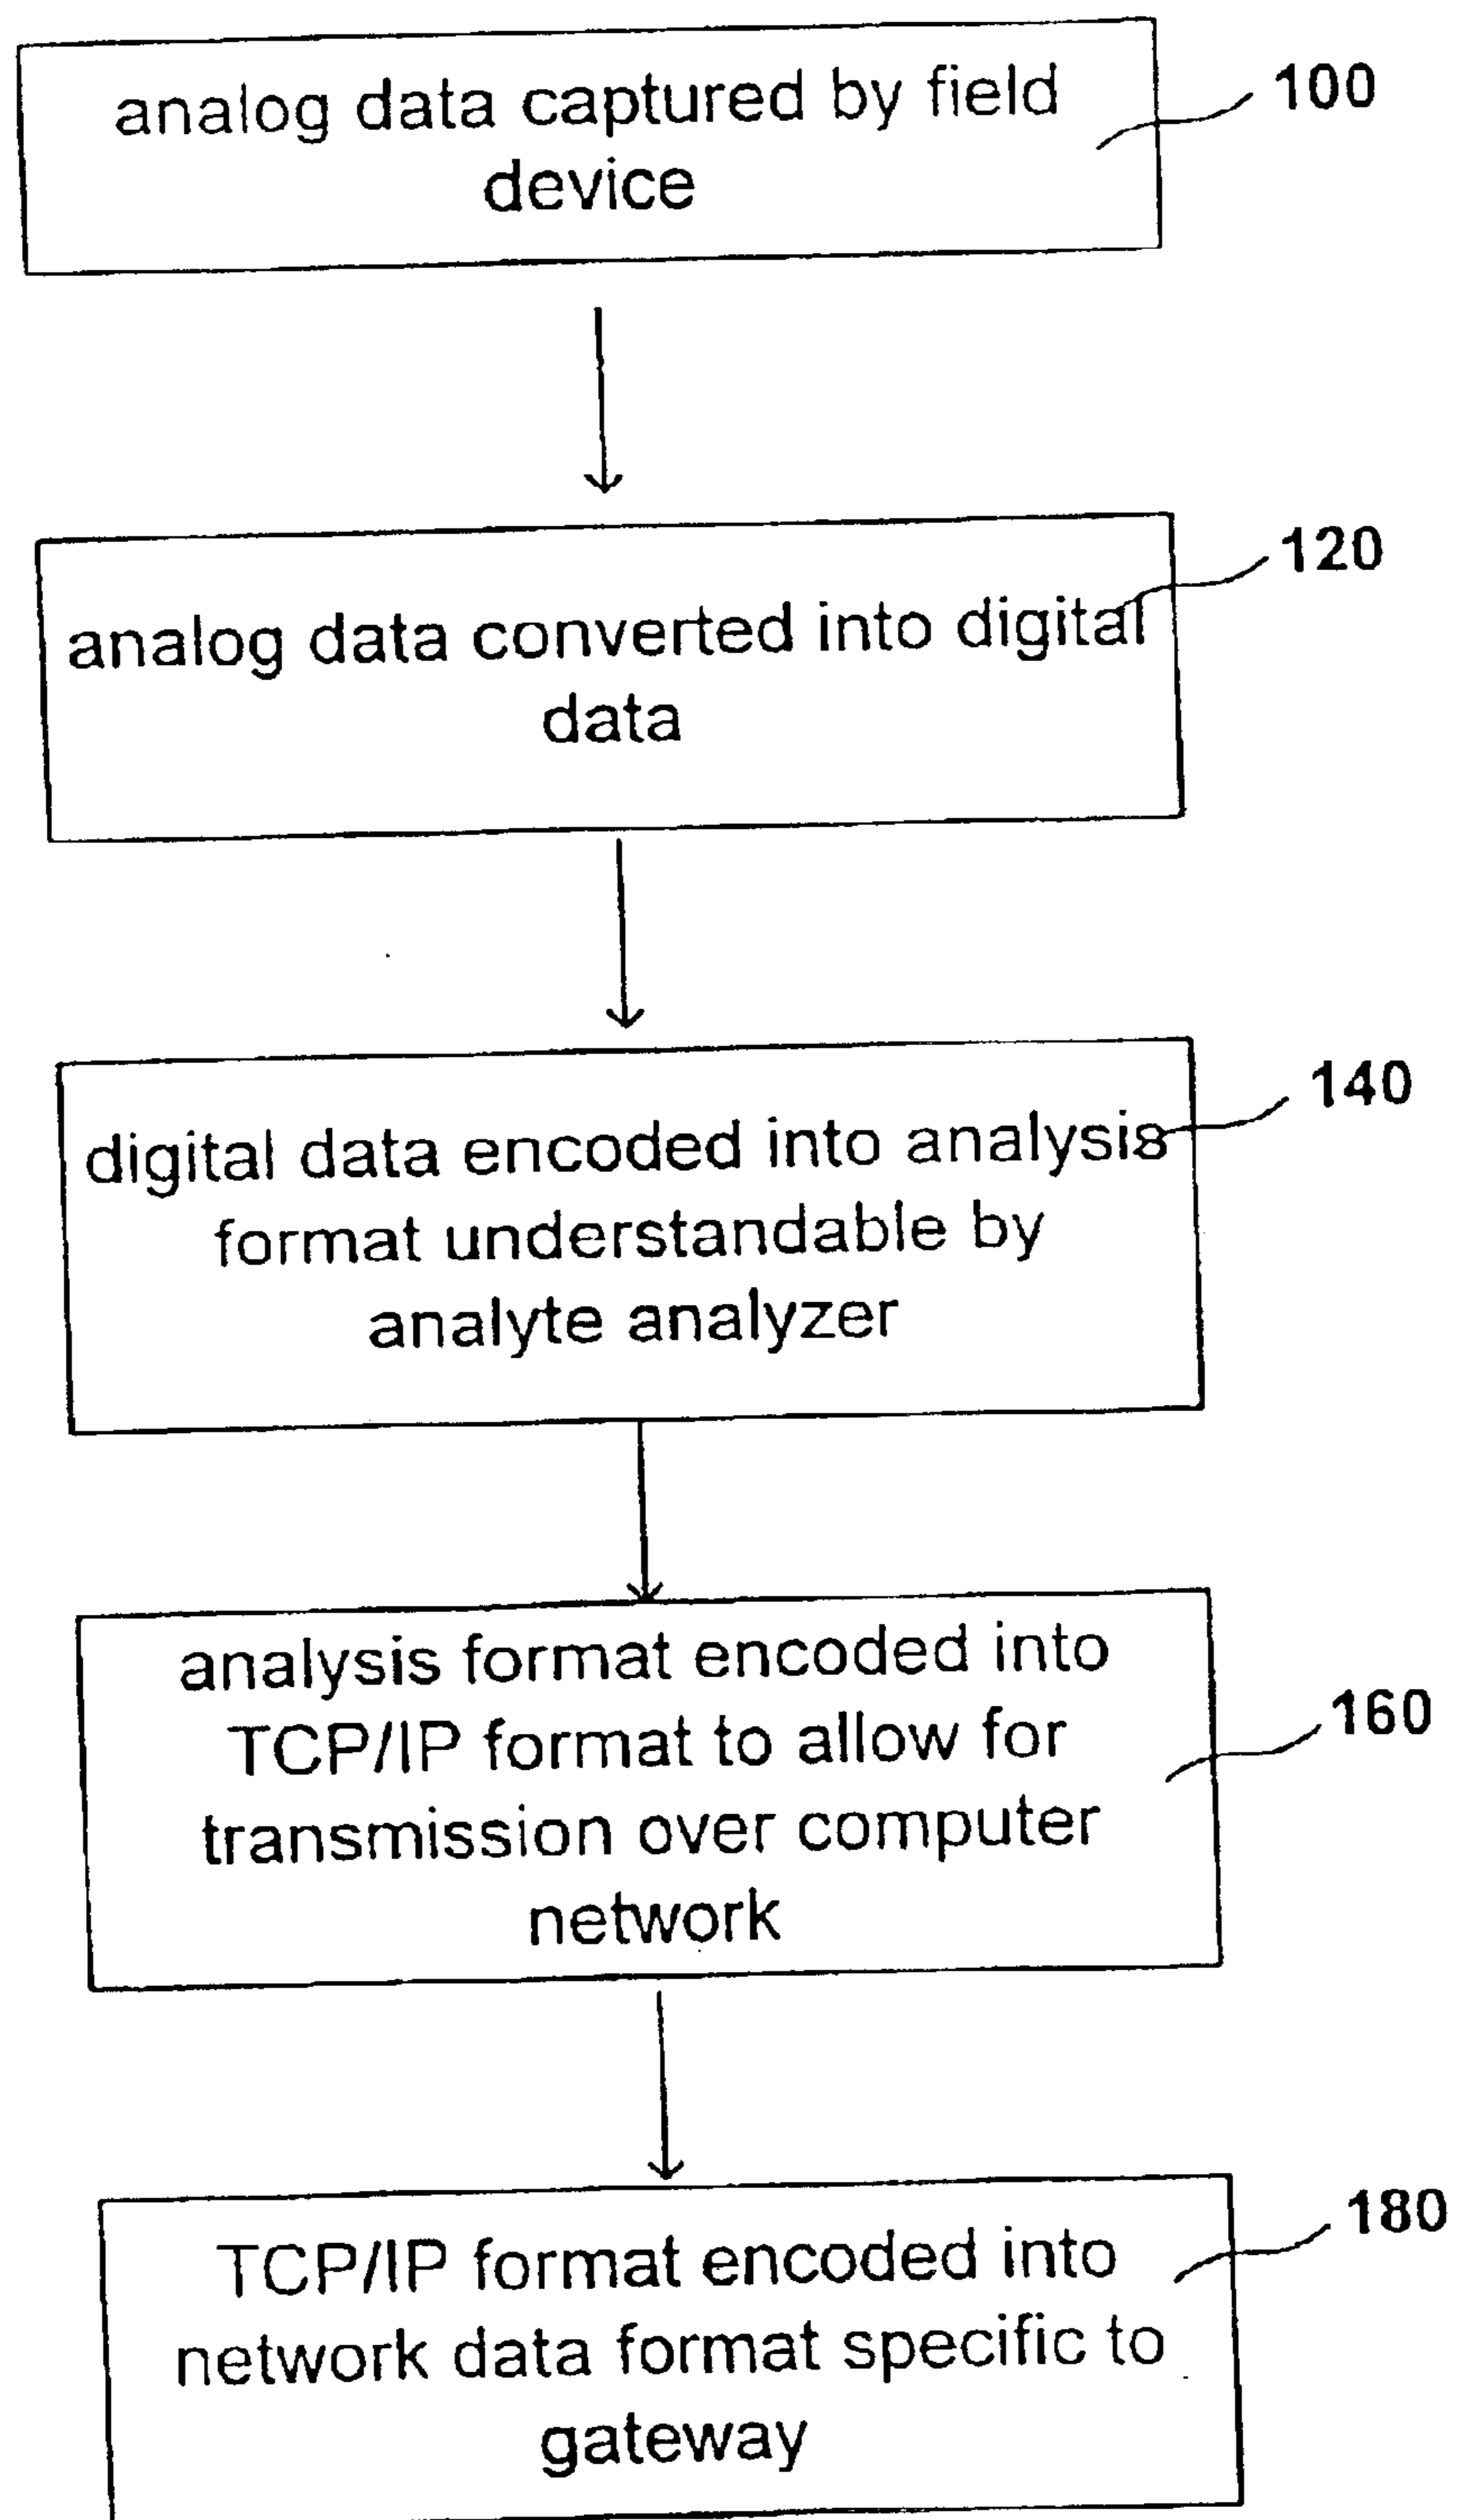 analog data captured by field
device
100
analog data converted into digital
data
120
digital data encoded into analysis
format understandable by
analyte analyzer
140
analysis format encoded into
TCP/IP format to allow for
transmission over computer
network
160
TCP/IP format encoded into
network data format specific to
gateway
180